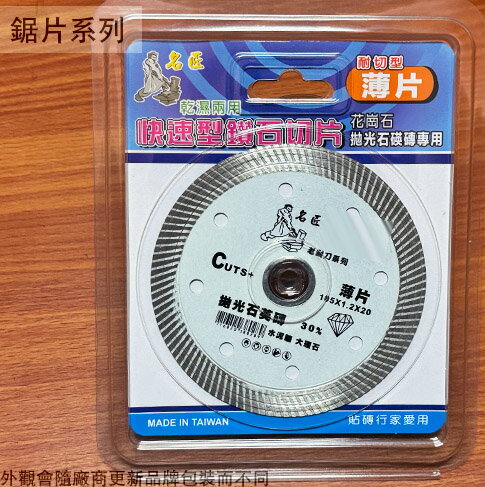 鋸片系列
名匠
耐切型
薄片
乾濕兩用
快速型鑽石切片
花崗石
拋光石英磚專用
名匠
老耐刀系列
CUTS+
薄片
105X1.2X20
拋光石英磚 30%
水泥牆 大理石
MADE IN TAIWAN
貼磚行家愛用
外觀會隨廠商更新品牌包裝而不同